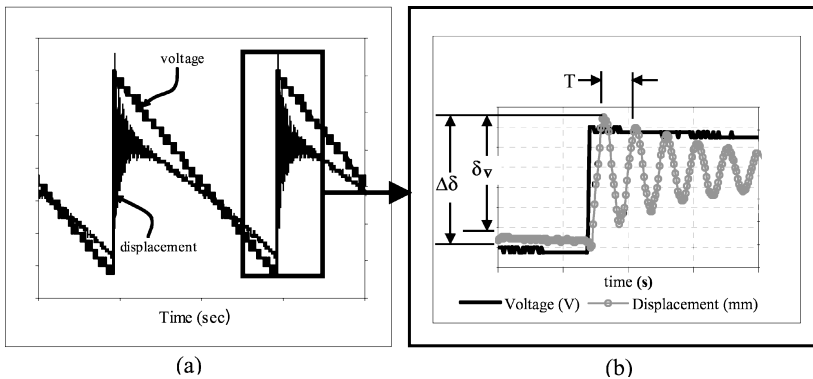 voltage
displacement
Time (sec)
(a)
T
Δδ
δv
time (s)
Voltage (V)
Displacement (mm)
(b)